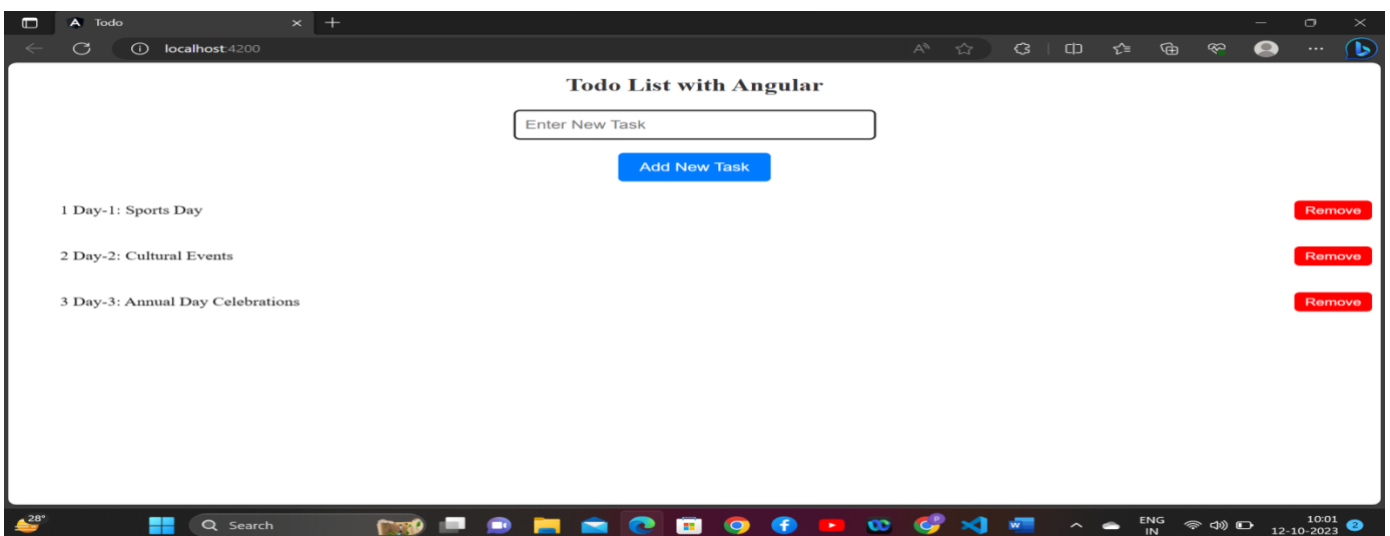 Todo
localhost:4200
Todo List with Angular
Enter New Task
Add New Task
1 Day-1: Sports Day
Remove
2 Day-2: Cultural Events
Remove
3 Day-3: Annual Day Celebrations
Remove
28°
Search
ENG
IN
10:01
12-10-2023
2